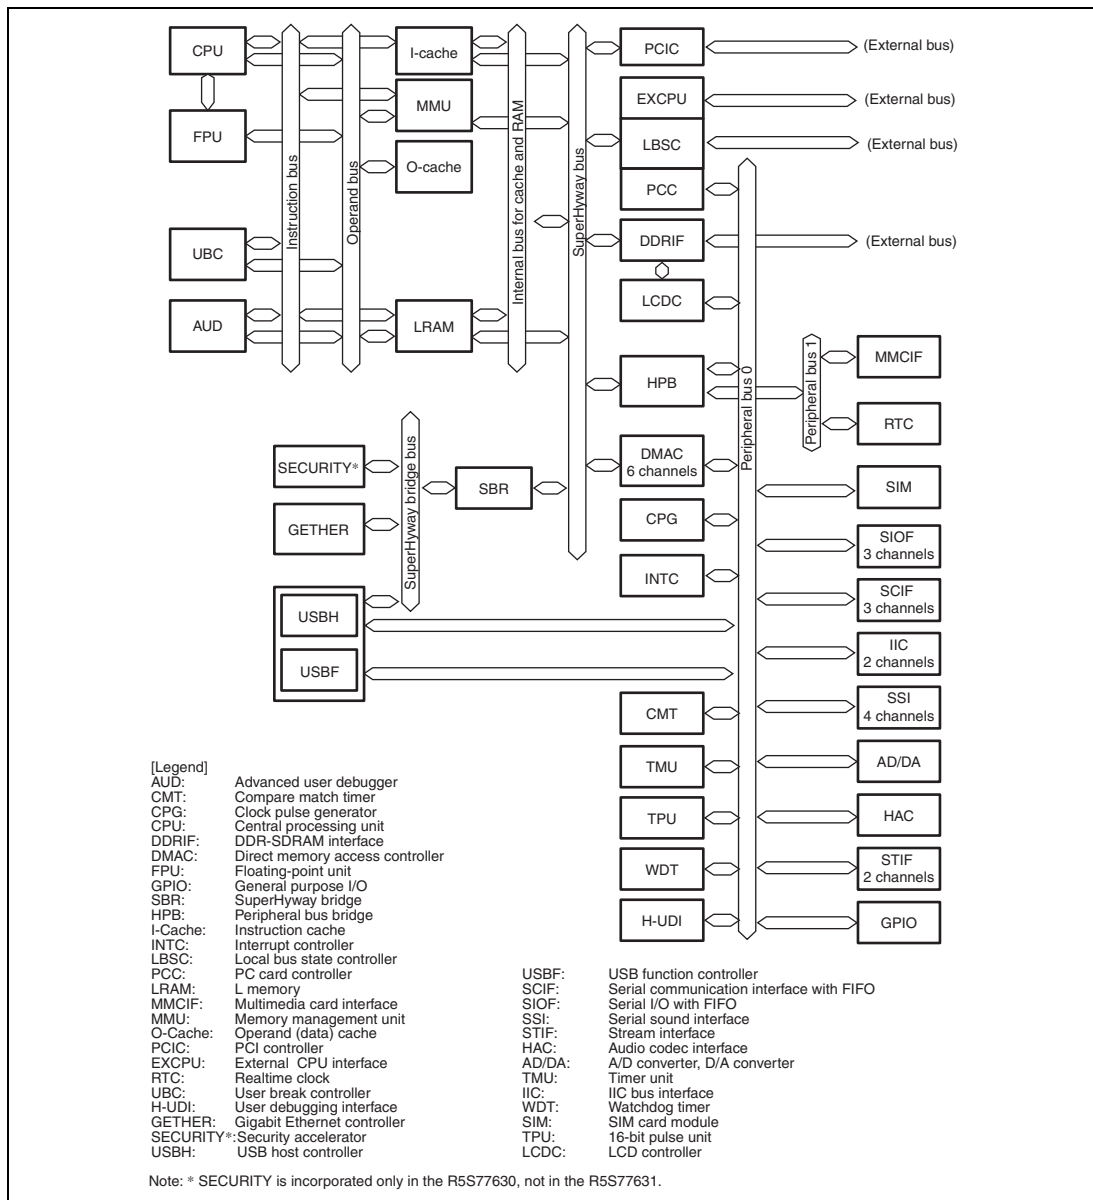 CPU
I-cache
PCIC
(External bus)
MMU
EXCPU
(External bus)
FPU
LBSC
(External bus)
O-cache
PCC
Instruction bus
Operand bus
Internal bus for cache and RAM
SuperHyway bus
UBC
DDRIF
(External bus)
AUD
LRAM
LCDC
HPB
Peripheral bus 0
Peripheral bus 1
MMCIF
RTC
SECURITY*
SuperHyway bridge bus
SBR
DMAC
6 channels
SIM
GETHER
CPG
SIOF
3 channels
INTC
SCIF
3 channels
USBH
IIC
2 channels
USBF
CMT
SSI
4 channels
TMU
AD/DA
TPU
HAC
WDT
STIF
2 channels
H-UDI
GPIO
[Legend]
AUD: Advanced user debugger
CMT: Compare match timer
CPG: Clock pulse generator
CPU: Central processing unit
DDRIF: DDR-SDRAM interface
DMAC: Direct memory access controller
FPU: Floating-point unit
GPIO: General purpose I/O
SBR: SuperHyway bridge
HPB: Peripheral bus bridge
I-Cache: Instruction cache
INTC: Interrupt controller
LBSC: Local bus state controller
PCC: PC card controller
LRAM: L memory
MMCIF: Multimedia card interface
MMU: Memory management unit
O-Cache: Operand (data) cache
PCIC: PCI controller
EXCPU: External CPU interface
RTC: Realtime clock
UBC: User break controller
H-UDI: User debugging interface
GETHER: Gigabit Ethernet controller
SECURITY*:Security accelerator
USBH: USB host controller
USBF: USB function controller
SCIF: Serial communication interface with FIFO
SIOF: Serial I/O with FIFO
SSI: Serial sound interface
STIF: Stream interface
HAC: Audio codec interface
AD/DA: A/D converter, D/A converter
TMU: Timer unit
IIC: IIC bus interface
WDT: Watchdog timer
SIM: SIM card module
TPU: 16-bit pulse unit
LCDC: LCD controller
Note: * SECURITY is incorporated only in the R5S77630, not in the R5S77631.